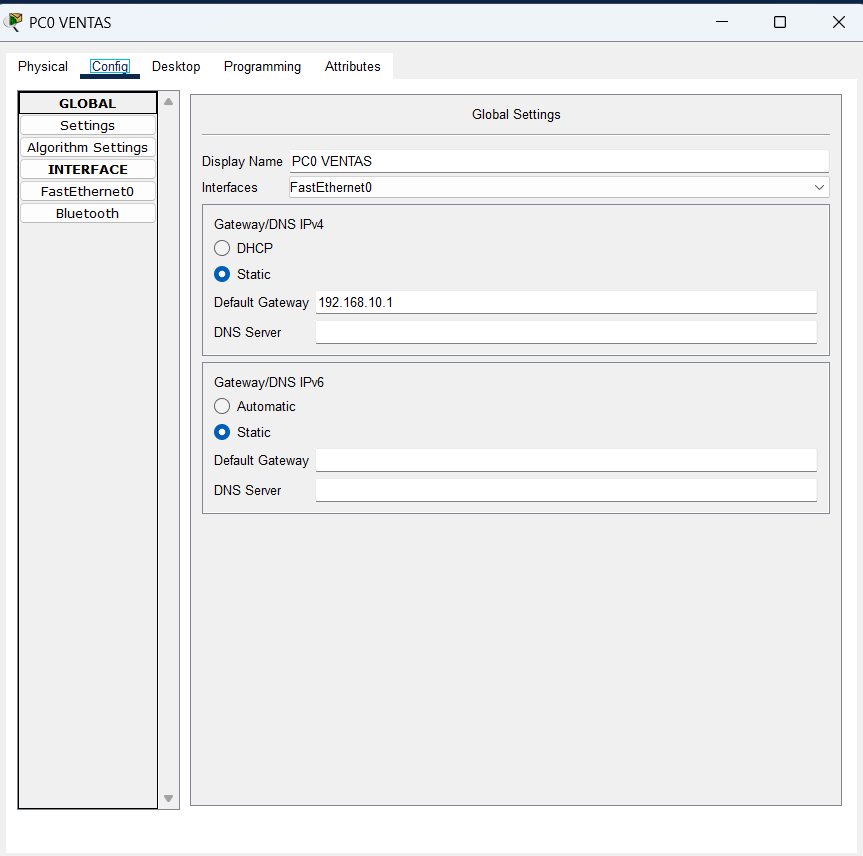 PC0 VENTAS
Physical Config Desktop Programming Attributes
GLOBAL
Settings
Algorithm Settings
INTERFACE
FastEthernet0
Bluetooth
Global Settings
Display Name PC0 VENTAS
Interfaces FastEthernet0
Gateway/DNS IPv4
DHCP
Static
Default Gateway 192.168.10.1
DNS Server
Gateway/DNS IPv6
Automatic
Static
Default Gateway
DNS Server